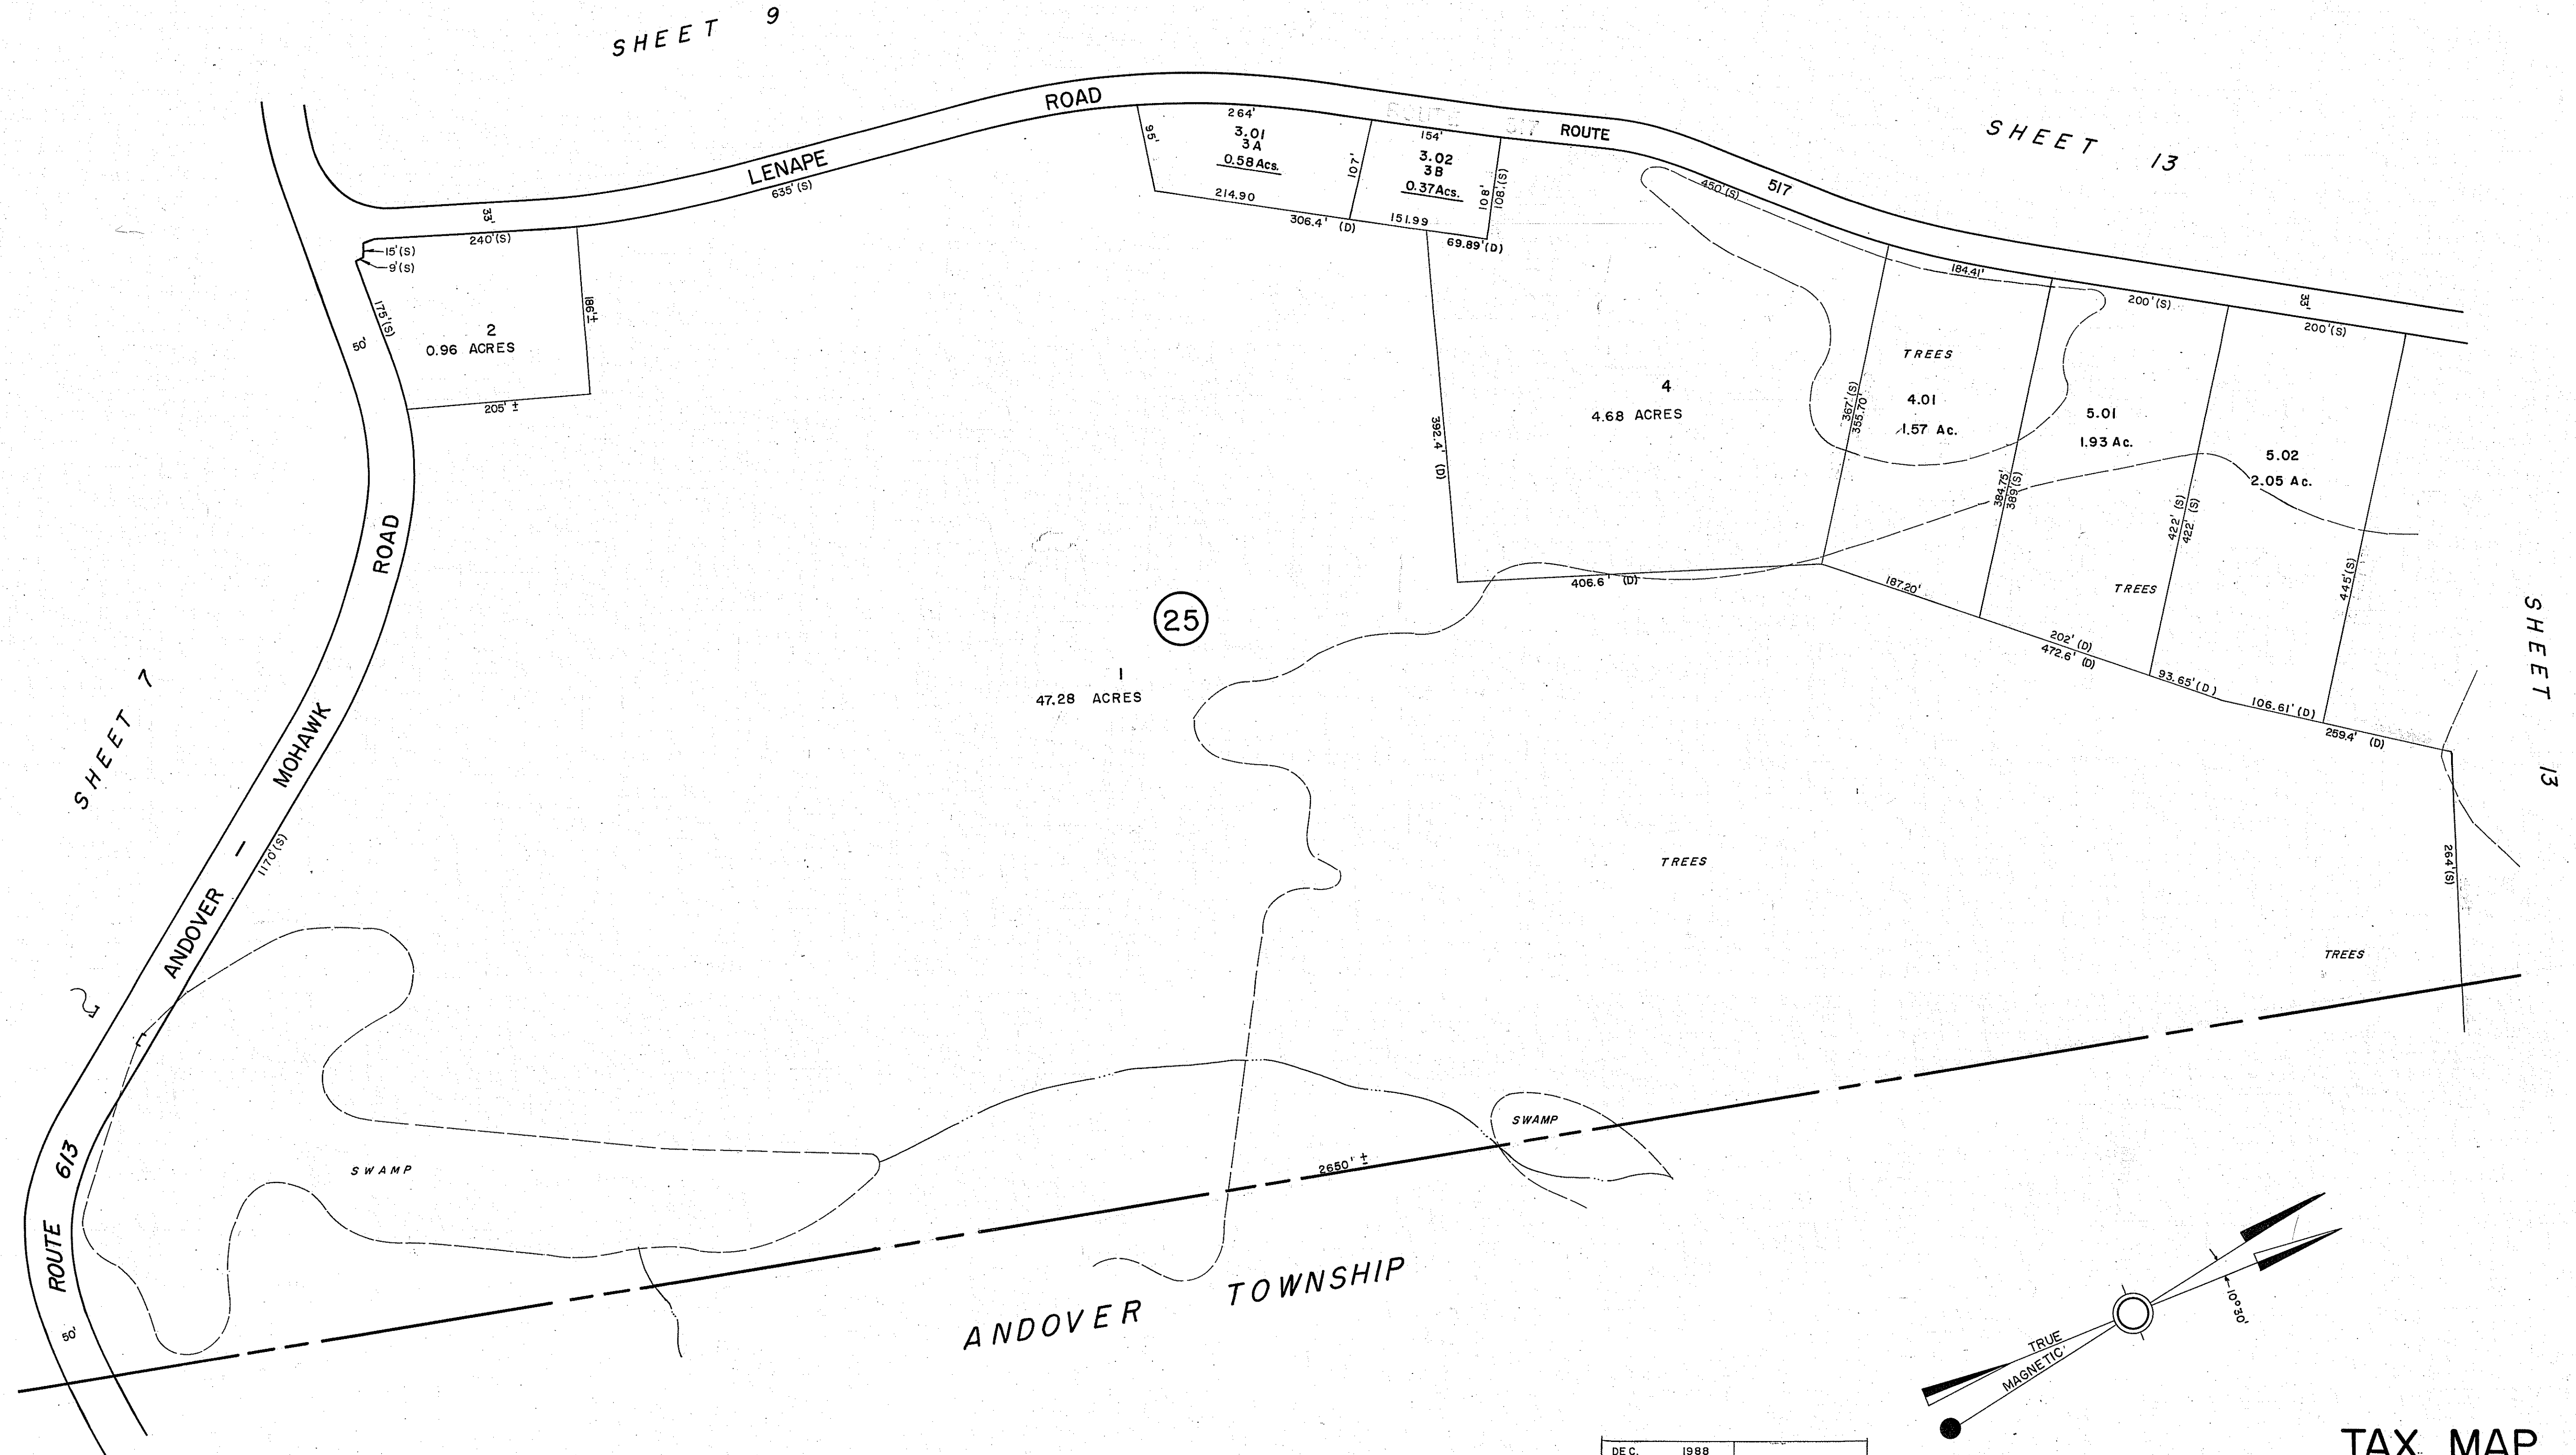 SHEET 9
SHEET 13
SHEET 13
SHEET 7
LENAPE ROAD
ROUTE 517
ROUTE 517
33'
635'(S)
240'(S)
15'(S)
9'(S)
175'(S)
50'
186'±
2
0.96 ACRES
205' ±
95'
264'
3.01
3A
0.58 Acs.
214.90
107'
306.4' (D)
154'
3.02
3B
0.37 Acs.
108'
108'(S)
151.99
69.89'(D)
450'(S)
184.41'
200'(S)
33'
200'(S)
4
4.68 ACRES
392.4' (D)
406.6' (D)
367'(S)
355.70'
TREES
4.01
1.57 Ac.
384.75'
389'(S)
5.01
1.93 Ac.
422' (S)
422' (S)
5.02
2.05 Ac.
445'(S)
TREES
187.20'
202' (D)
472.6' (D)
93.65'(D)
106.61'(D)
259.4' (D)
264'(S)
25
1
47.28 ACRES
TREES
TREES
ANDOVER - MOHAWK ROAD
1170'(S)
ROUTE 613
50'
SWAMP
SWAMP
2650' ±
ANDOVER TOWNSHIP
TRUE
MAGNETIC
10°30'
DEC. 1988
TAX MAP